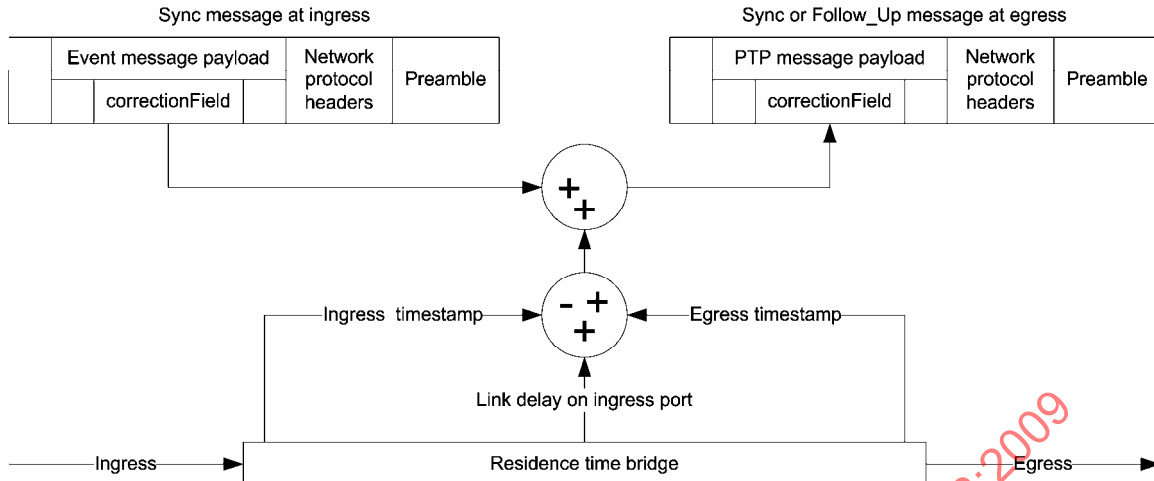 Sync message at ingress
Sync or Follow_Up message at egress
Event message payload
correctionField
Network
protocol
headers
Preamble
PTP message payload
correctionField
Network
protocol
headers
Preamble
+
+
- +
+
Ingress timestamp
Egress timestamp
Link delay on ingress port
Ingress
Residence time bridge
Egress
:2009